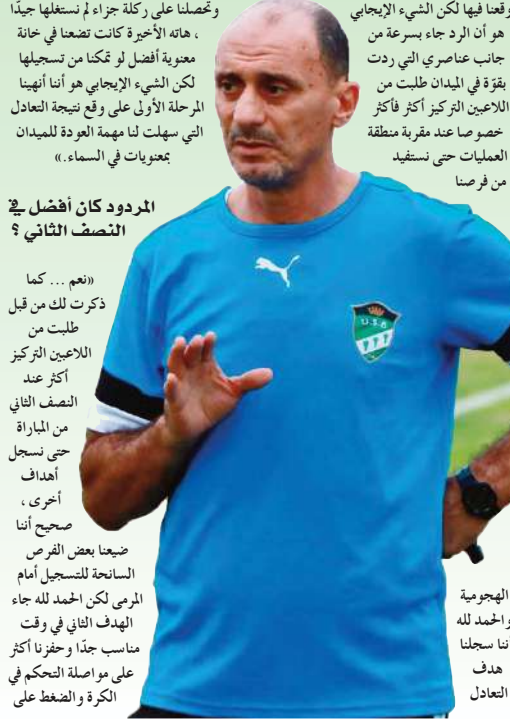 وقعنا فيها لكن الشيء الإيجابي
هو أن الرد جاء بسرعة من
جانب عناصري التي ردت
بقوّة في الميدان طلبت من
اللاعبين التركيز أكثر فأكثر
خصوصا عند مقربة منطقة
العمليات حتى نستفيد
من فرصنا
الهجومية
والحمد لله
أننا سجلنا
هدف
التعادل
وتحصلنا على ركلة جزاء لم نستغلها جيدًا
، هاته الأخيرة كانت تضعنا في خانة
معنوية أفضل لو تمكنا من تسجيلها
لكن الشيء الإيجابي هو أننا أنهينا
المرحلة الأولى على وقع نتيجة التعادل
التي سهلت لنا مهمة العودة للميدان
بمعنويات في السماء.»
المردود كان أفضل في
النصف الثاني ؟
«نعم ... كما
ذكرت لك من قبل
طلبت من
اللاعبين التركيز
أكثر عند
النصف الثاني
من المباراة
حتى نسجل
أهداف
أخرى ،
صحيح أننا
ضيعنا بعض الفرص
السانحة للتسجيل أمام
المرمى لكن الحمد لله جاء
الهدف الثاني في وقت
مناسب جدًا وحفزنا أكثر
على مواصلة التحكم في
الكرة والضغط على
U.S.B